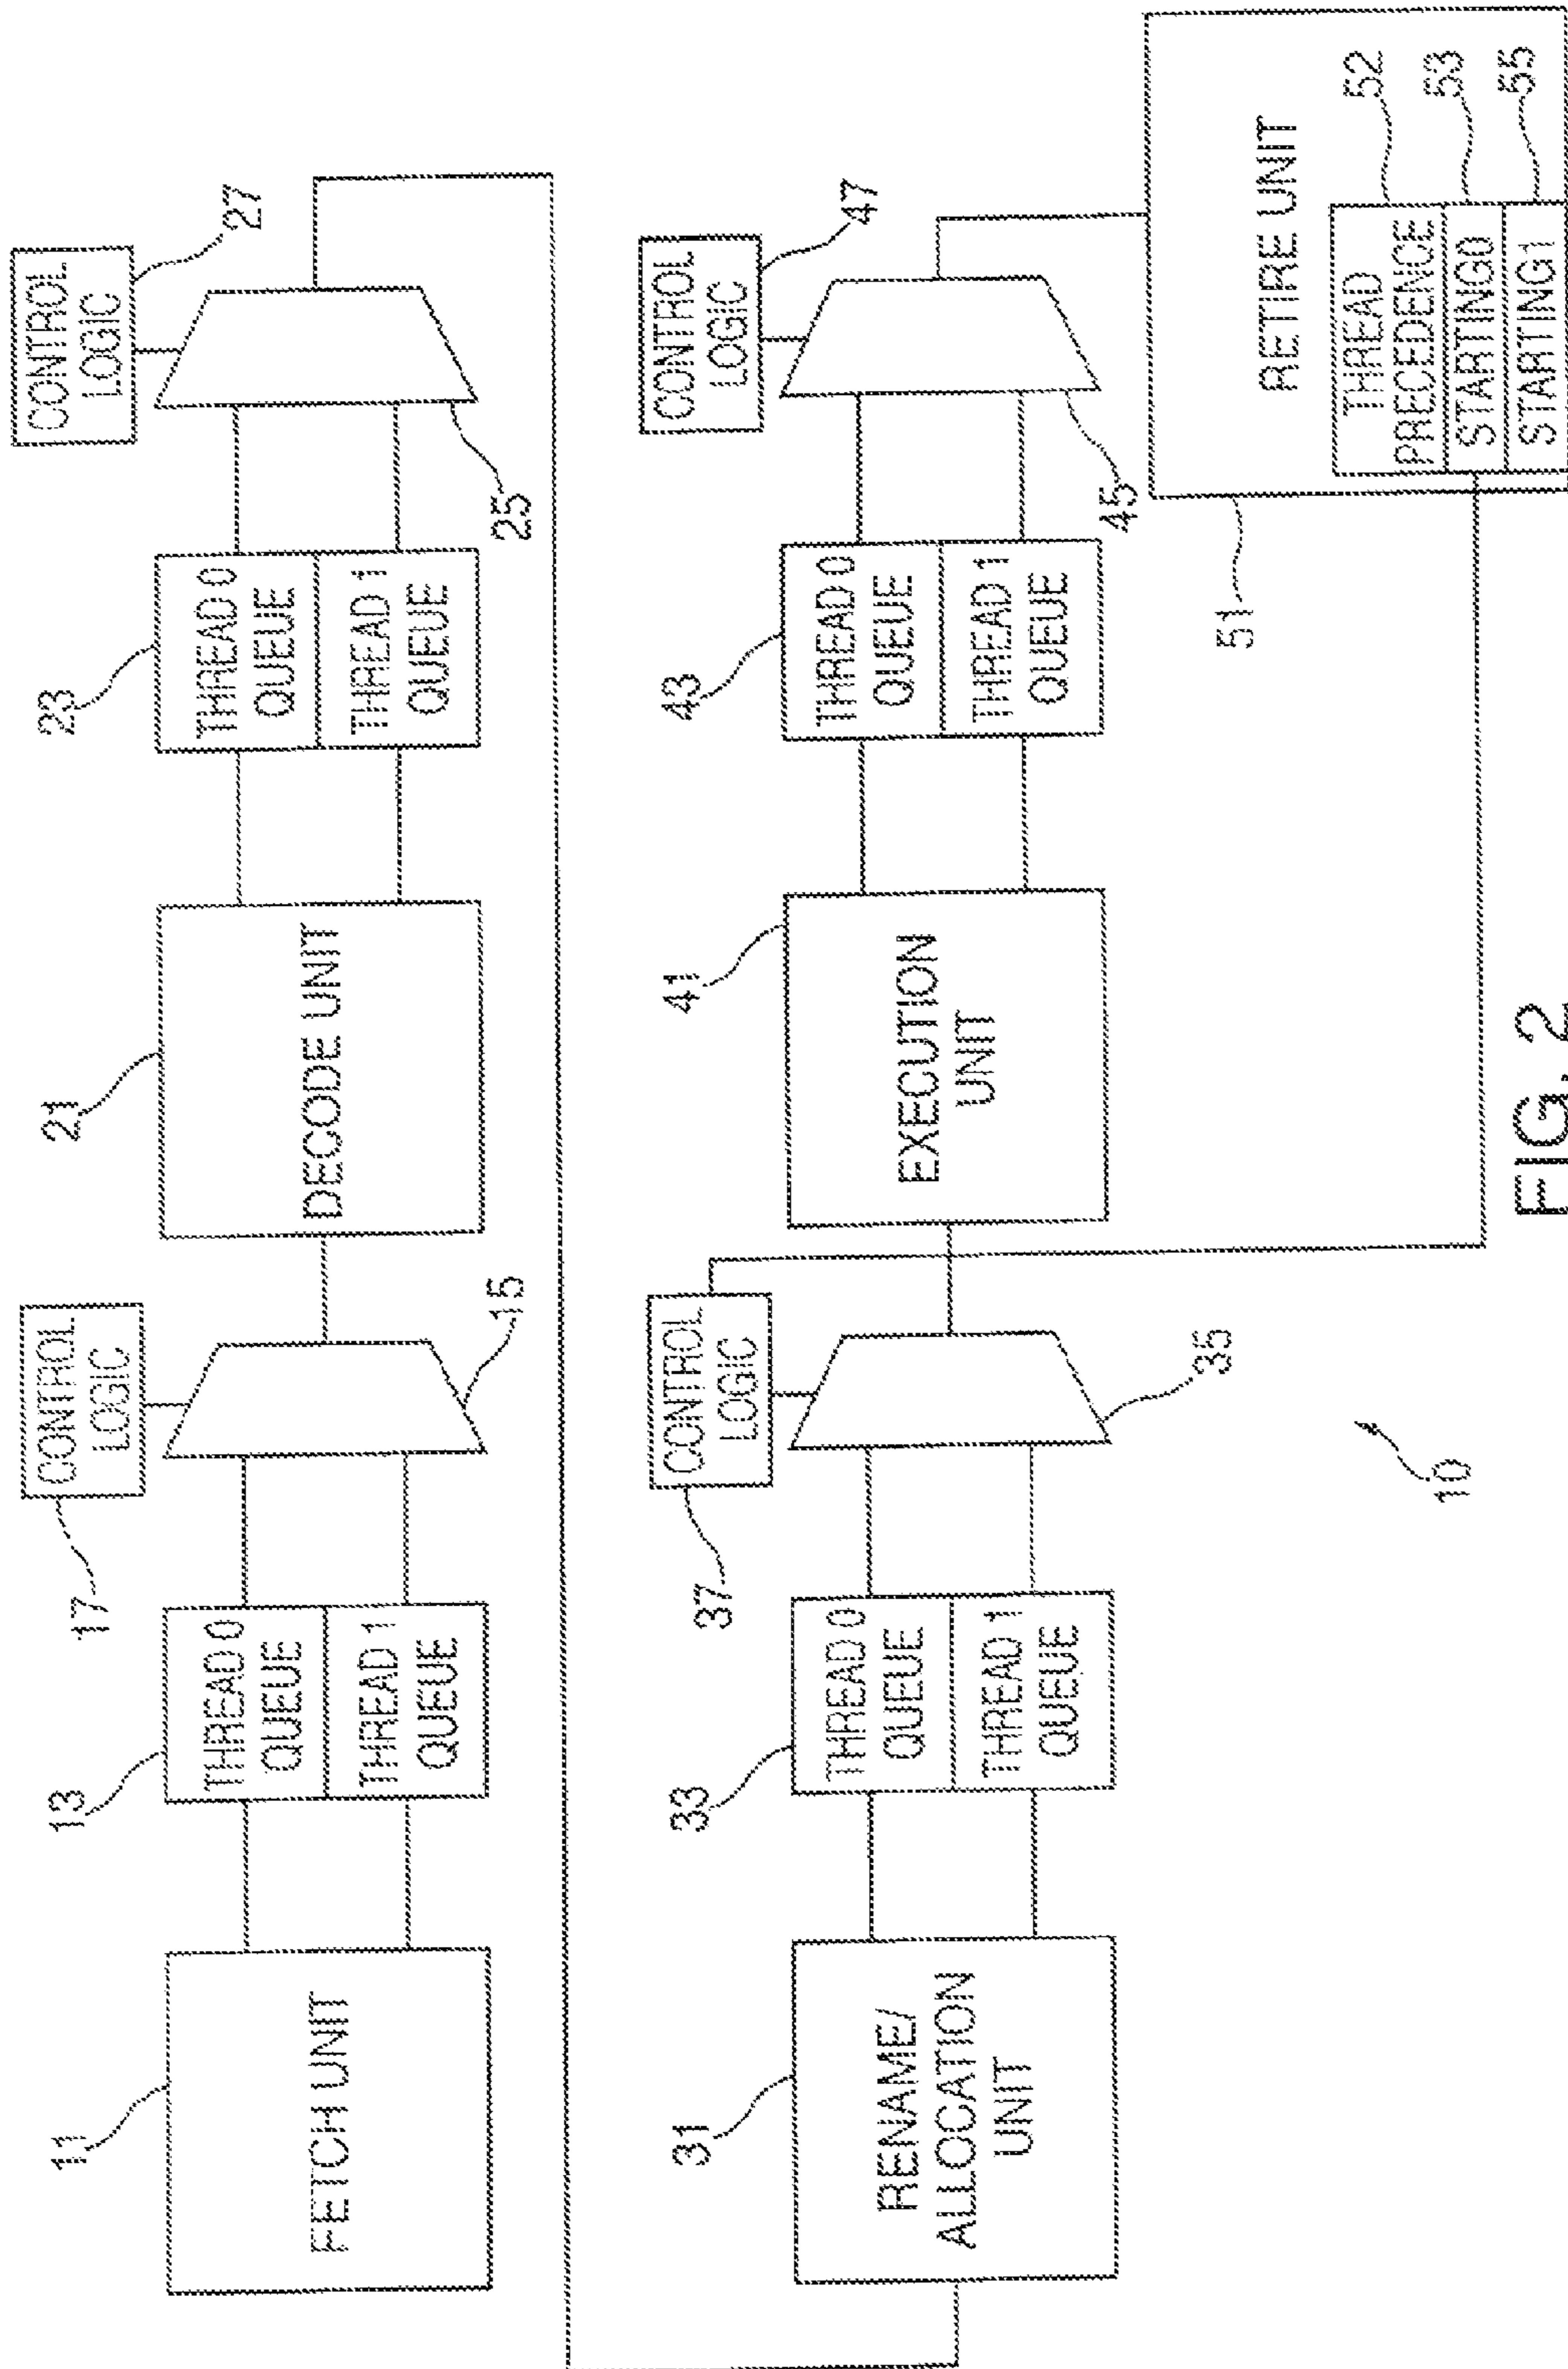 11
FETCH UNIT
13
THREAD 0
QUEUE
THREAD 1
QUEUE
17
CONTROL
LOGIC
15
21
DECODE UNIT
23
THREAD 0
QUEUE
THREAD 1
QUEUE
CONTROL
LOGIC
27
25
31
RENAME/
ALLOCATION
UNIT
33
THREAD 0
QUEUE
THREAD 1
QUEUE
37
CONTROL
LOGIC
35
41
EXECUTION
UNIT
43
THREAD 0
QUEUE
THREAD 1
QUEUE
CONTROL
LOGIC
47
45
51
RETIRE UNIT
THREAD
PRECEDENCE
52
STARTING0
53
STARTING1
55
10
FIG. 2